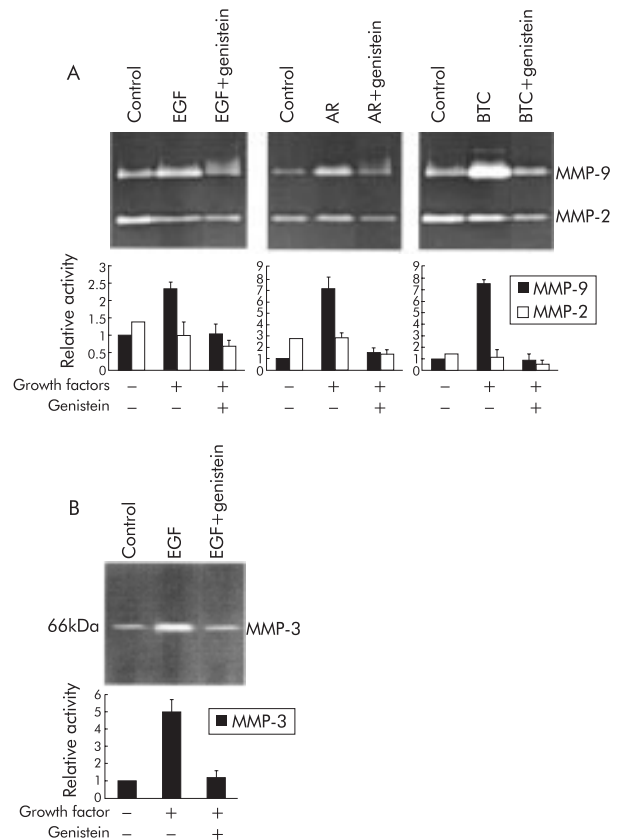 A
Control
EGF
EGF+genistein
Control
AR
AR+genistein
Control
BTC
BTC+genistein
MMP-9
MMP-2
Relative activity
3
2.5
2
1.5
1
0.5
9
8
7
6
5
4
3
2
1
0
9
8
7
6
5
4
3
2
1
0
MMP-9
MMP-2
Growth factors − + + − + + − + +
Genistein − − + − − + − − +
B
Control
EGF
EGF+genistein
66kDa
MMP-3
Relative activity
6
5
4
3
2
1
0
MMP-3
Growth factor − + +
Genistein − − +